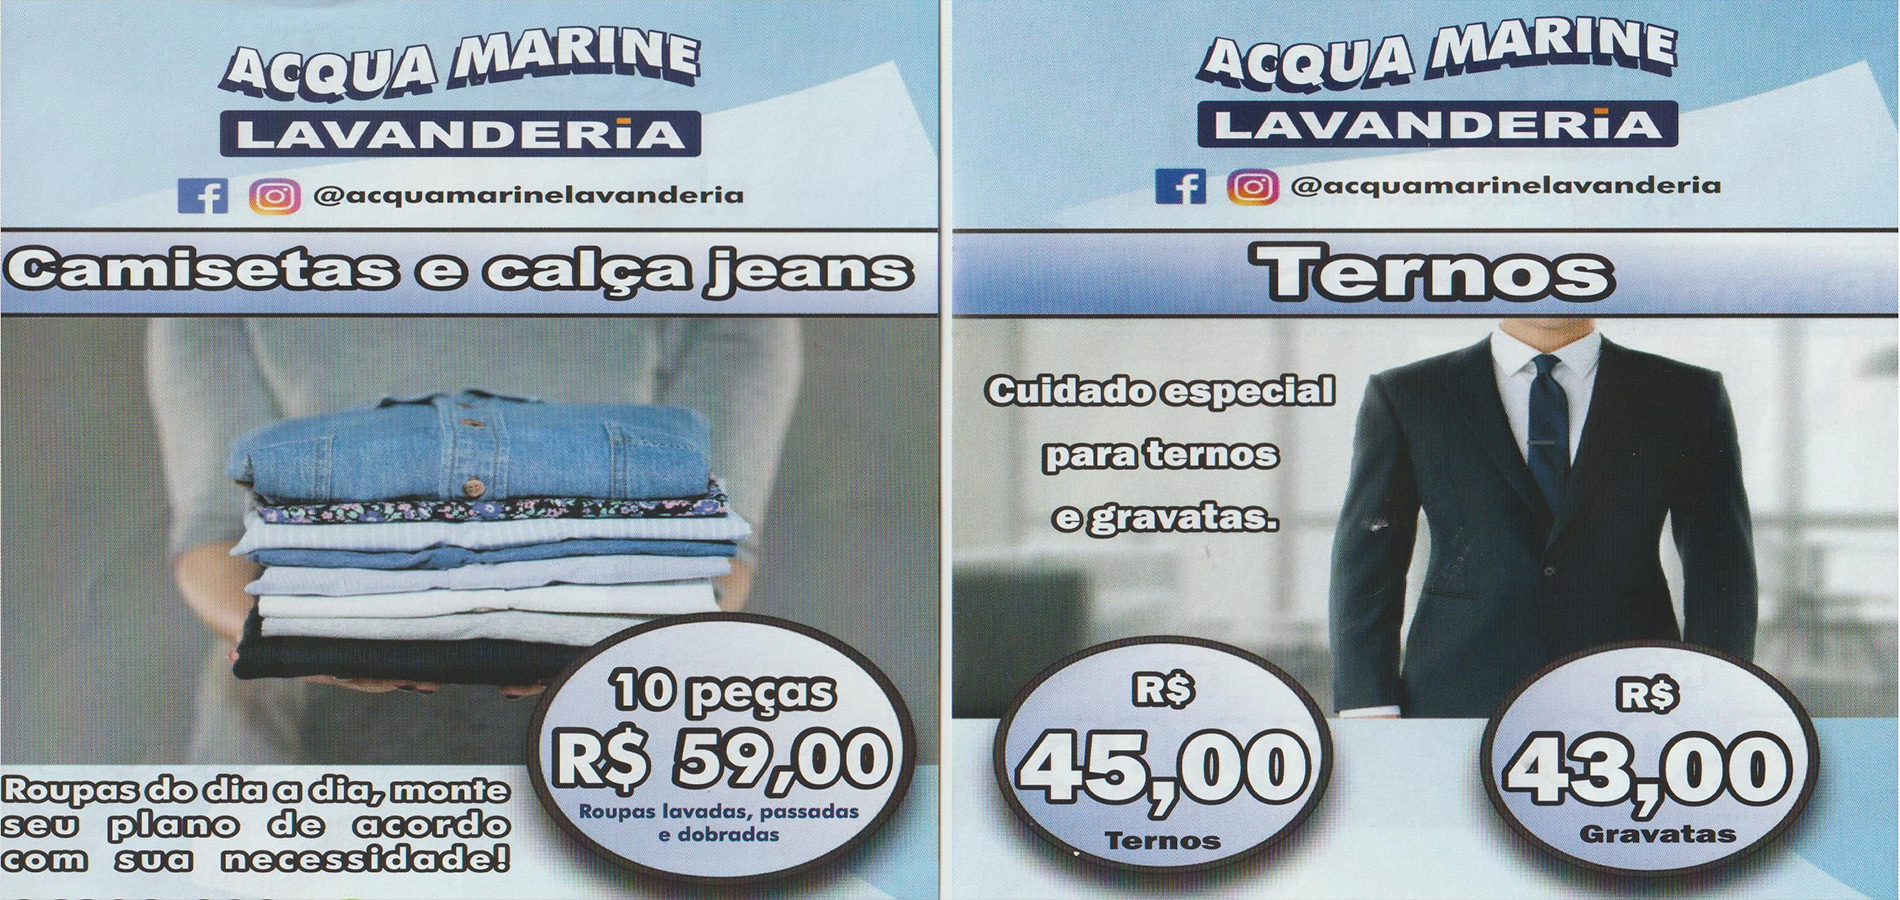 ACQUA MARINE
LAVANDERiA
@acquamarinelavanderia
Camisetas e calça jeans
10 peças
R$ 59,00
Roupas lavadas, passadas
e dobradas
Roupas do dia a dia, monte
seu plano de acordo
com sua necessidade!
ACQUA MARINE
LAVANDERiA
@acquamarinelavanderia
Ternos
Cuidado especial
para ternos
e gravatas.
R$
45,00
Ternos
R$
43,00
Gravatas